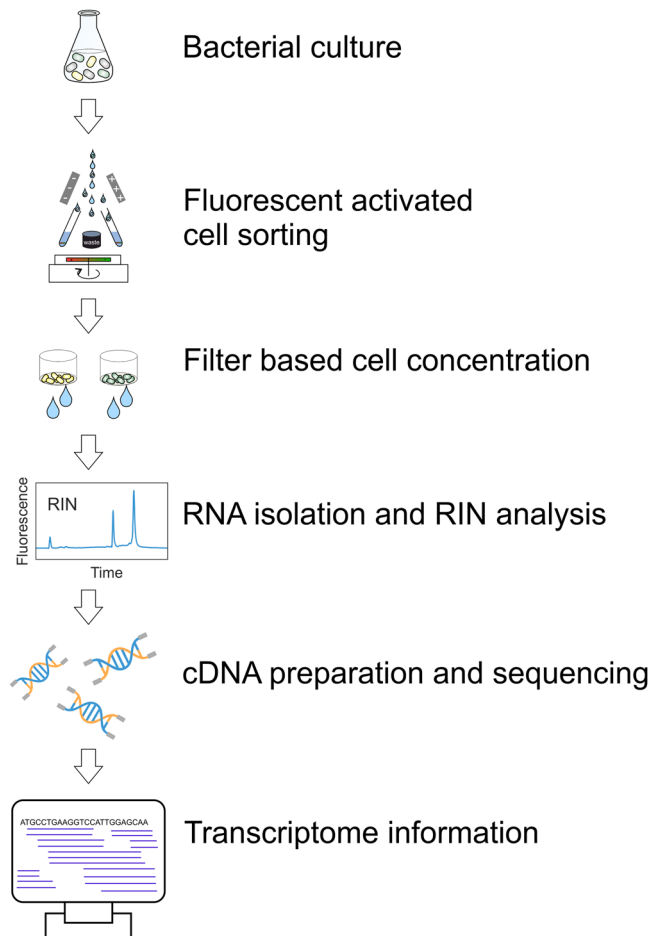 Bacterial culture
- - -
+++
waste
Fluorescent activated
cell sorting
Filter based cell concentration
Fluorescence
RIN
Time
RNA isolation and RIN analysis
cDNA preparation and sequencing
ATGCCTGAAGGTCCATTGGAGCAA
Transcriptome information